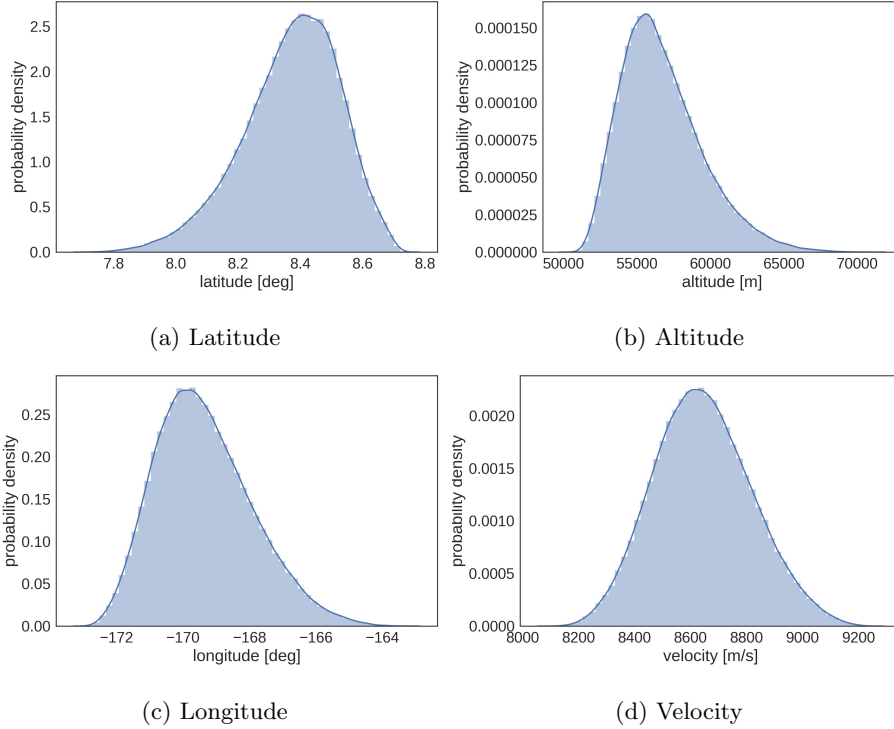 probability density
2.5
2.0
1.5
1.0
0.5
0.0
7.8 8.0 8.2 8.4 8.6 8.8
latitude [deg]
(a) Latitude
probability density
0.000150
0.000125
0.000100
0.000075
0.000050
0.000025
0.000000
50000 55000 60000 65000 70000
altitude [m]
(b) Altitude
probability density
0.25
0.20
0.15
0.10
0.05
0.00
−172 −170 −168 −166 −164
longitude [deg]
(c) Longitude
probability density
0.0020
0.0015
0.0010
0.0005
0.0000
8000 8200 8400 8600 8800 9000 9200
velocity [m/s]
(d) Velocity